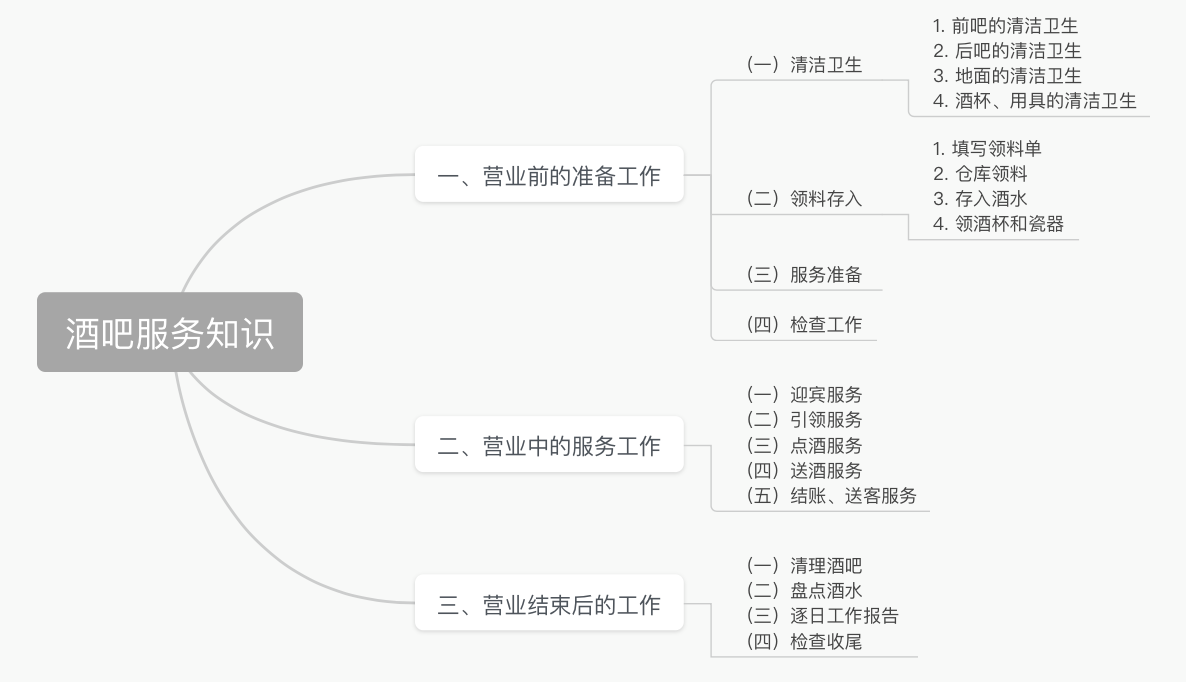 酒吧服务知识
一、营业前的准备工作
（一）清洁卫生
1. 前吧的清洁卫生
2. 后吧的清洁卫生
3. 地面的清洁卫生
4. 酒杯、用具的清洁卫生
（二）领料存入
1. 填写领料单
2. 仓库领料
3. 存入酒水
4. 领酒杯和瓷器
（三）服务准备
（四）检查工作
二、营业中的服务工作
（一）迎宾服务
（二）引领服务
（三）点酒服务
（四）送酒服务
（五）结账、送客服务
三、营业结束后的工作
（一）清理酒吧
（二）盘点酒水
（三）逐日工作报告
（四）检查收尾